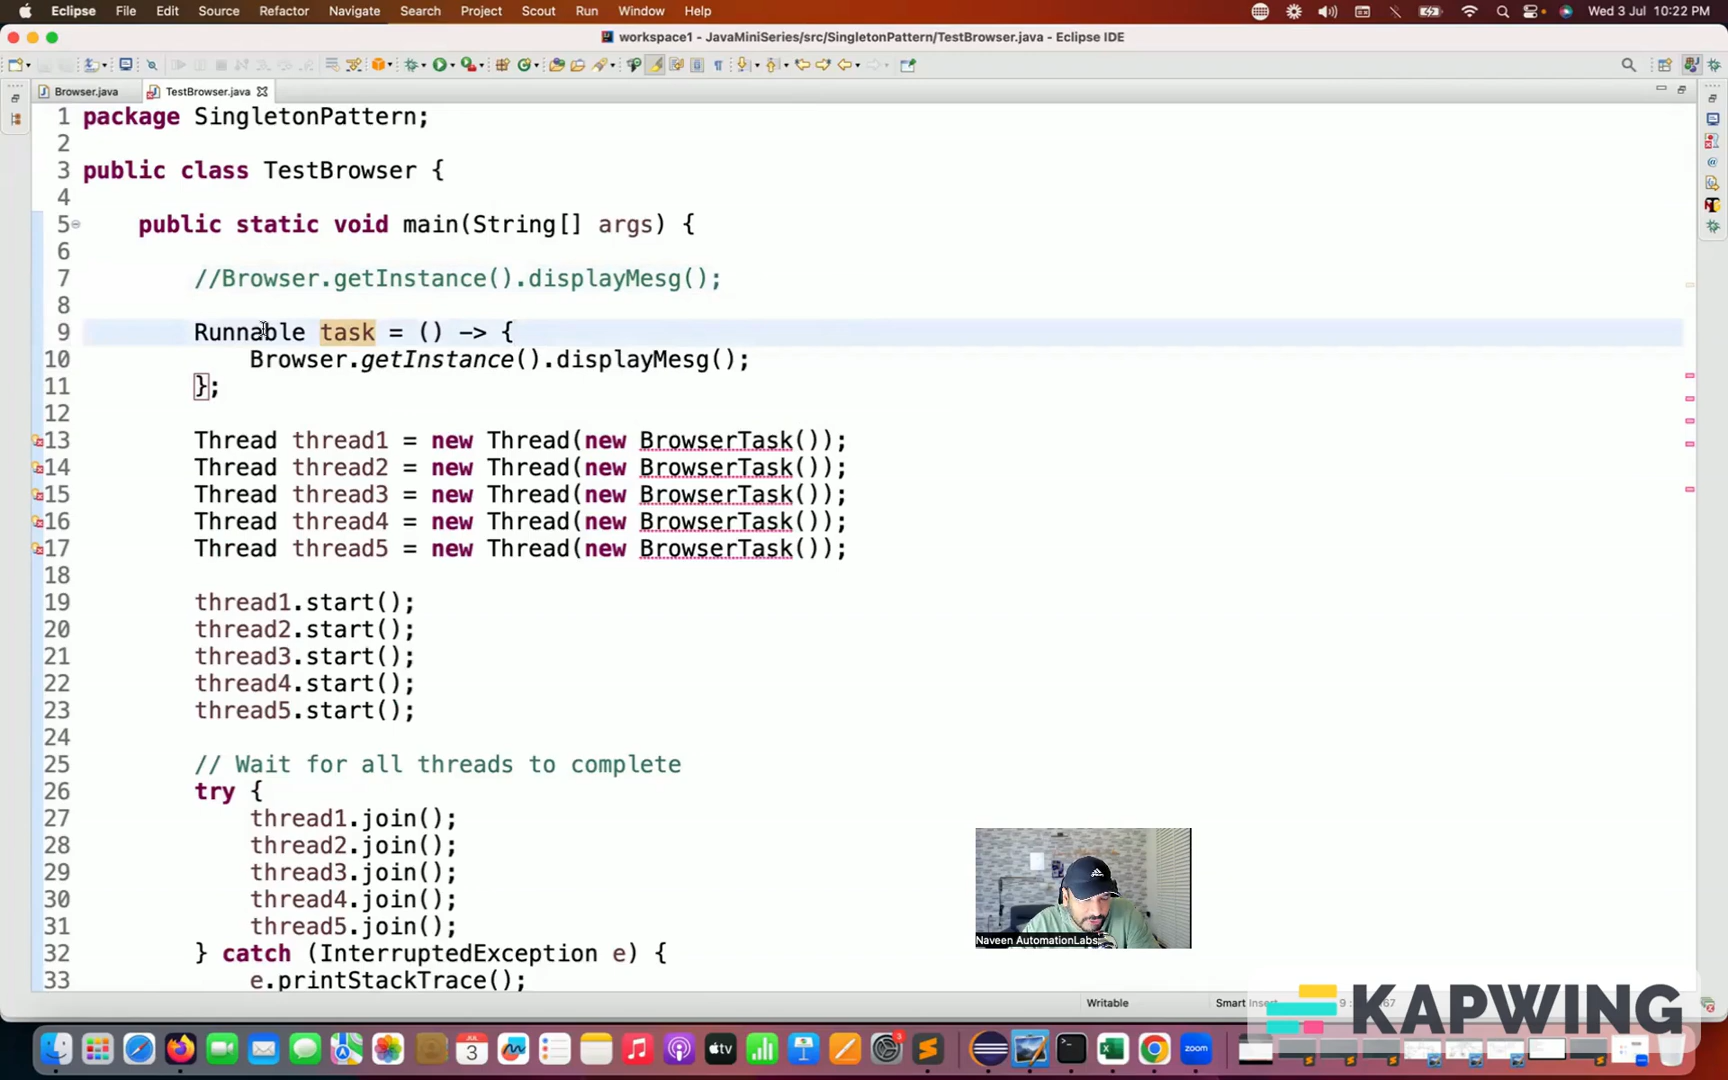 Eclipse File Edit Source Refactor Navigate Search Project Scout Run Window Help Wed 3 Jul 10:22 PM
workspace1 - JavaMiniSeries/src/SingletonPattern/TestBrowser.java - Eclipse IDE
Browser.java TestBrowser.java
1 package SingletonPattern;
2
3 public class TestBrowser {
4
5 public static void main(String[] args) {
6
7 //Browser.getInstance().displayMesg();
8
9 Runnable task = () -> {
10 Browser.getInstance().displayMesg();
11 };
12
13 Thread thread1 = new Thread(new BrowserTask());
14 Thread thread2 = new Thread(new BrowserTask());
15 Thread thread3 = new Thread(new BrowserTask());
16 Thread thread4 = new Thread(new BrowserTask());
17 Thread thread5 = new Thread(new BrowserTask());
18
19 thread1.start();
20 thread2.start();
21 thread3.start();
22 thread4.start();
23 thread5.start();
24
25 // Wait for all threads to complete
26 try {
27 thread1.join();
28 thread2.join();
29 thread3.join();
30 thread4.join();
31 thread5.join();
32 } catch (InterruptedException e) {
33 e.printStackTrace();
Naveen AutomationLabs
Writable Smart Insert
KAPWING
JUL
3
tv
3
zoom